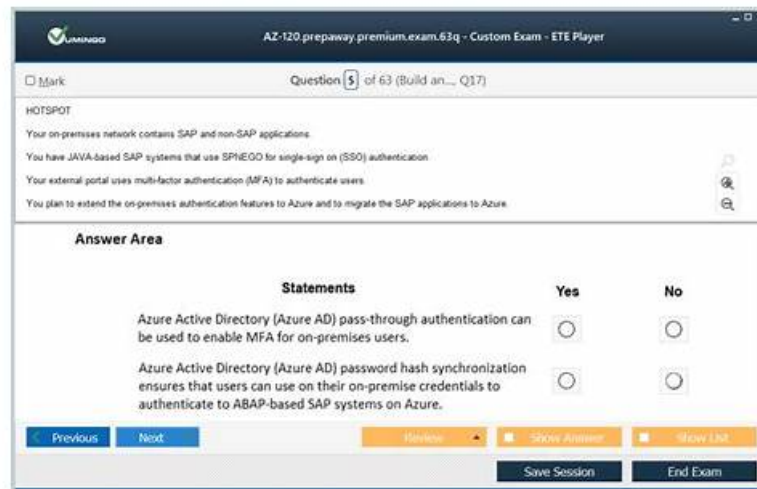 VUMINGO
AZ-120.prepaway.premium.exam.63q - Custom Exam - ETE Player
Mark
Question 5 of 63 (Build an..., Q17)
HOTSPOT
Your on-premises network contains SAP and non-SAP applications.
You have JAVA-based SAP systems that use SPNEGO for single-sign on (SSO) authentication.
Your external portal uses multi-factor authentication (MFA) to authenticate users.
You plan to extend the on-premises authentication features to Azure and to migrate the SAP applications to Azure.
Answer Area
Statements Yes No
Azure Active Directory (Azure AD) pass-through authentication can
be used to enable MFA for on-premises users.
Azure Active Directory (Azure AD) password hash synchronization
ensures that users can use on their on-premise credentials to
authenticate to ABAP-based SAP systems on Azure.
Previous Next Review Show Answer Show List
Save Session End Exam